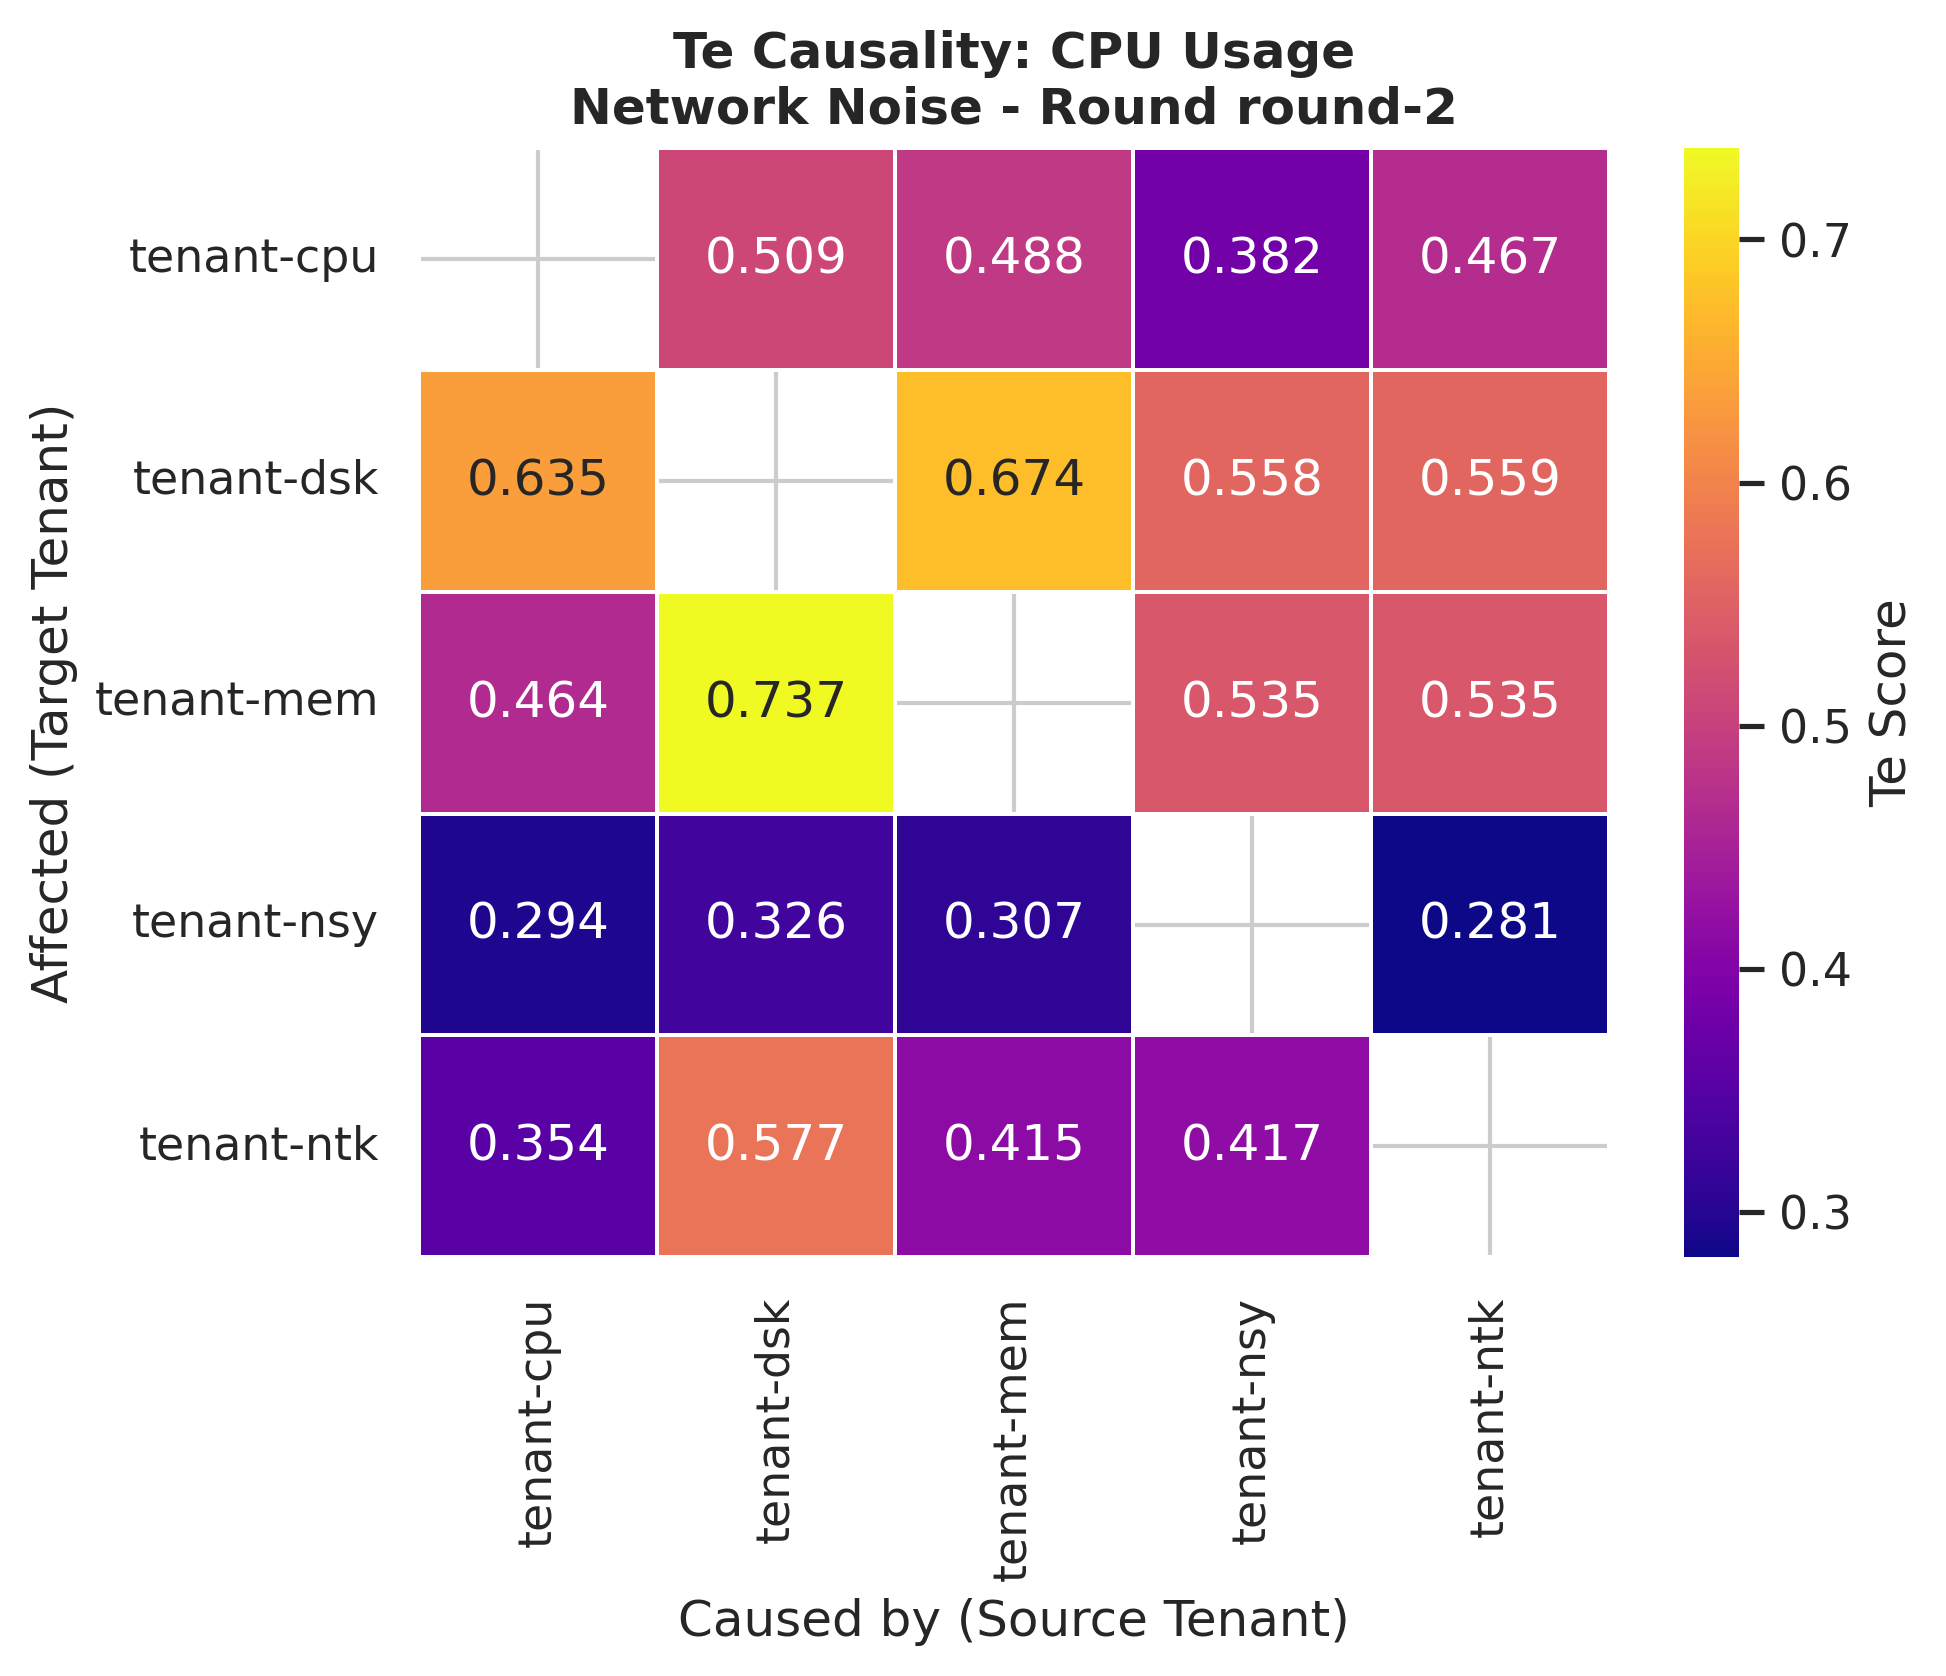 Te Causality: CPU Usage
Network Noise - Round round-2
tenant-cpu
0.509 0.488 0.382 0.467
tenant-dsk
0.635 0.674 0.558 0.559
tenant-mem
0.464 0.737 0.535 0.535
tenant-nsy
0.294 0.326 0.307 0.281
tenant-ntk
0.354 0.577 0.415 0.417
Affected (Target Tenant)
tenant-cpu
tenant-dsk
tenant-mem
tenant-nsy
tenant-ntk
Caused by (Source Tenant)
0.7
0.6
0.5
0.4
0.3
Te Score